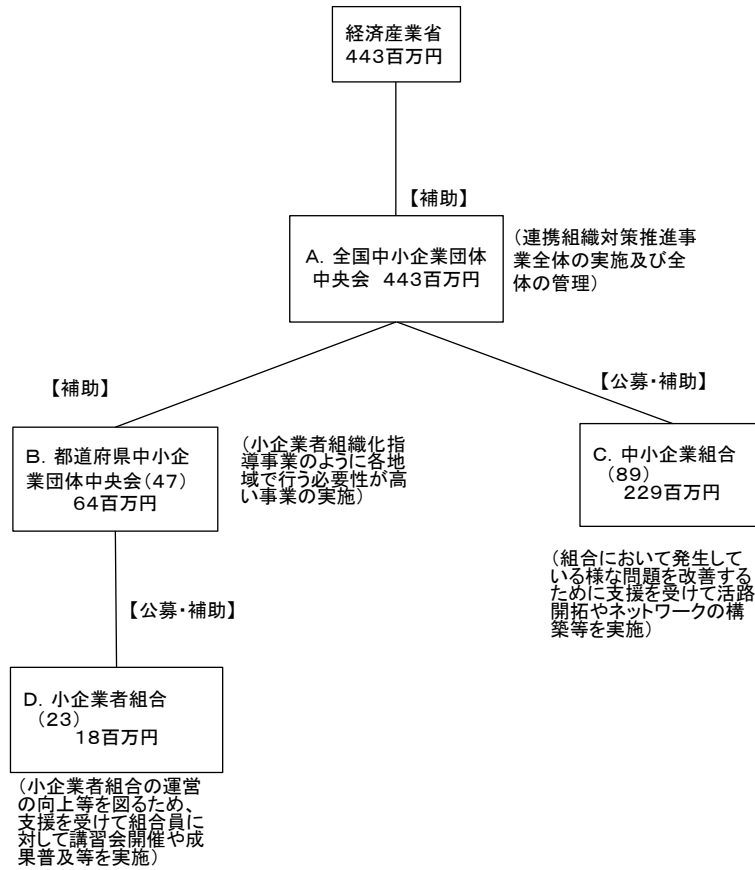 経済産業省
443百万円
【補助】
A. 全国中小企業団体
中央会 443百万円
(連携組織対策推進事
業全体の実施及び全
体の管理)
【補助】
【公募・補助】
B. 都道府県中小企
業団体中央会(47)
64百万円
(小企業者組織化指
導事業のように各地
域で行う必要性が高
い事業の実施)
C. 中小企業組合
(89)
229百万円
(組合において発生して
いる様な問題を改善する
ために支援を受けて活路
開拓やネットワークの構
築等を実施)
【公募・補助】
D. 小企業者組合
(23)
18百万円
(小企業者組合の運営
の向上等を図るため、
支援を受けて組合員に
対して講習会開催や成
果普及等を実施)